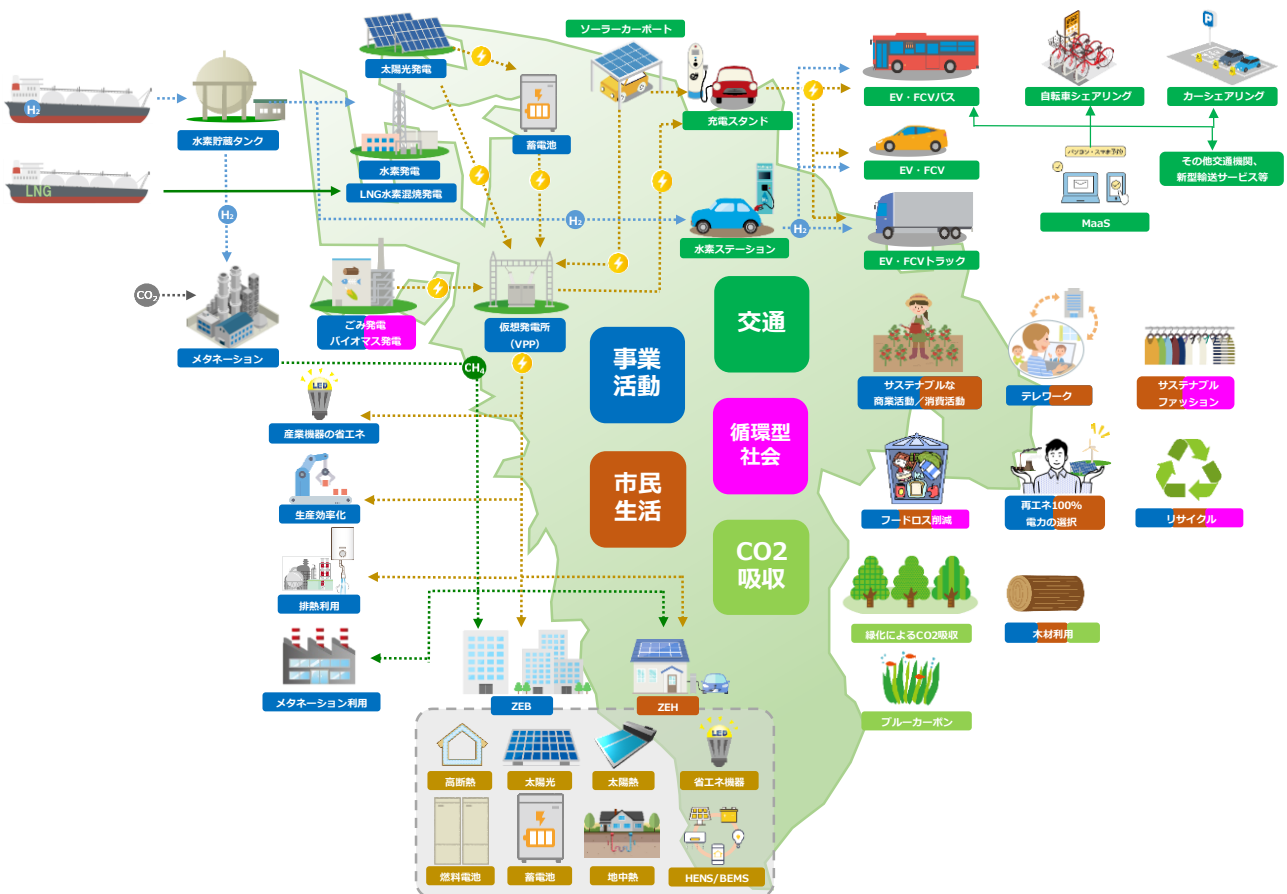 ソーラーカーポート
太陽光発電
H₂
水素貯蔵タンク
蓄電池
充電スタンド
EV・FCVバス
自転車シェアリング
P
カーシェアリング
水素発電
LNG水素混焼発電
LNG
EV・FCV
パソコン・スマホ予約
その他交通機関、
新型輸送サービス等
MaaS
H₂
H₂
水素ステーション
H₂
EV・FCVトラック
CO₂
メタネーション
ごみ発電
バイオマス発電
仮想発電所
（VPP）
CH₄
交通
事業
活動
循環型
社会
市民
生活
CO2
吸収
サステナブルな
商業活動／消費活動
テレワーク
サステナブル
ファッション
LED
産業機器の省エネ
生産効率化
フードロス削減
再エネ100%
電力の選択
リサイクル
排熱利用
緑化によるCO2吸収
木材利用
メタネーション利用
ZEB
ZEH
ブルーカーボン
LED
高断熱
太陽光
太陽熱
省エネ機器
燃料電池
蓄電池
地中熱
HENS/BEMS